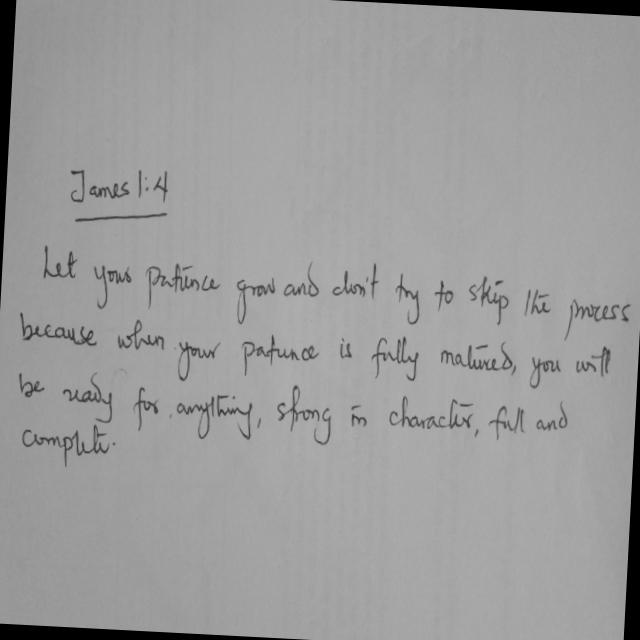 James 1:4
Let your patience grow and don't try to skip the process
because when your patience is fully matured, you will
be ready for anything, strong in character, full and
complete.